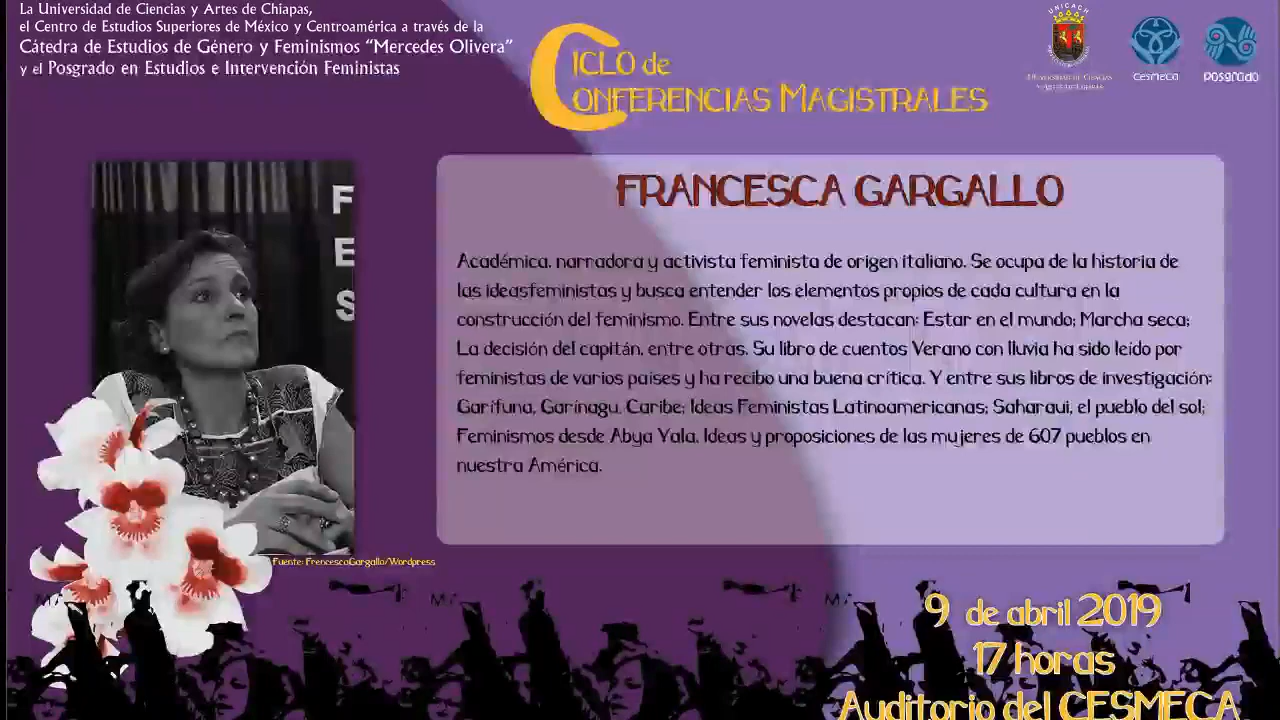 La Universidad de Ciencias y Artes de Chiapas,
el Centro de Estudios Superiores de México y Centroamérica a través de la
Cátedra de Estudios de Género y Feminismos “Mercedes Olivera”
y el Posgrado en Estudios e Intervención Feministas
CICLO de
CONFERENCIAS MAGISTRALES
UNICACH
UNIVERSIDAD DE CIENCIAS
Y ARTES DE CHIAPAS
cesmeca
posgrado
F
E
S
FRANCESCA GARGALLO
Académica, narradora y activista feminista de origen italiano. Se ocupa de la historia de
las ideasfeministas y busca entender los elementos propios de cada cultura en la
construcción del feminismo. Entre sus novelas destacan: Estar en el mundo; Marcha seca;
La decisión del capitán, entre otras. Su libro de cuentos Verano con lluvia ha sido leído por
feministas de varios países y ha recibo una buena crítica. Y entre sus libros de investigación:
Garífuna, Garínagu, Caribe; Ideas Feministas Latinoamericanas; Saharaui, el pueblo del sol;
Feminismos desde Abya Yala. Ideas y proposiciones de las mujeres de 607 pueblos en
nuestra América.
Fuente: FrencescaGargallo/Wordpress
9 de abril 2019
17 horas
Auditorio del CESMECA